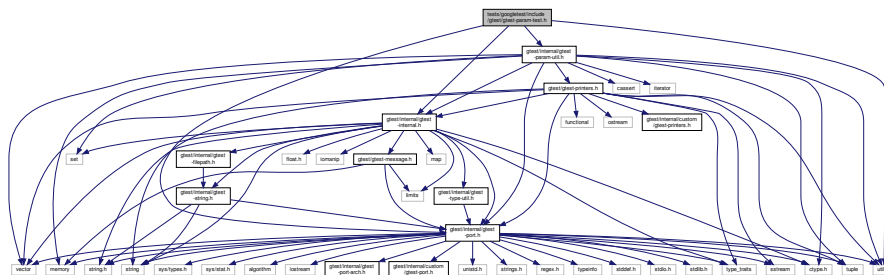 tests/googletest/include
/gtest/gtest-param-test.h
gtest/internal/gtest
-param-util.h
gtest/gtest-printers.h
cassert
iterator
gtest/internal/gtest
-internal.h
functional
ostream
gtest/internal/custom
/gtest-printers.h
set
gtest/internal/gtest
-filepath.h
float.h
iomanip
gtest/gtest-message.h
map
gtest/internal/gtest
-string.h
limits
gtest/internal/gtest
-type-util.h
gtest/internal/gtest
-port.h
vector
memory
string.h
string
sys/types.h
sys/stat.h
algorithm
iostream
gtest/internal/gtest
-port-arch.h
gtest/internal/custom
/gtest-port.h
unistd.h
strings.h
regex.h
typeinfo
stddef.h
stdio.h
stdlib.h
type_traits
sstream
ctype.h
tuple